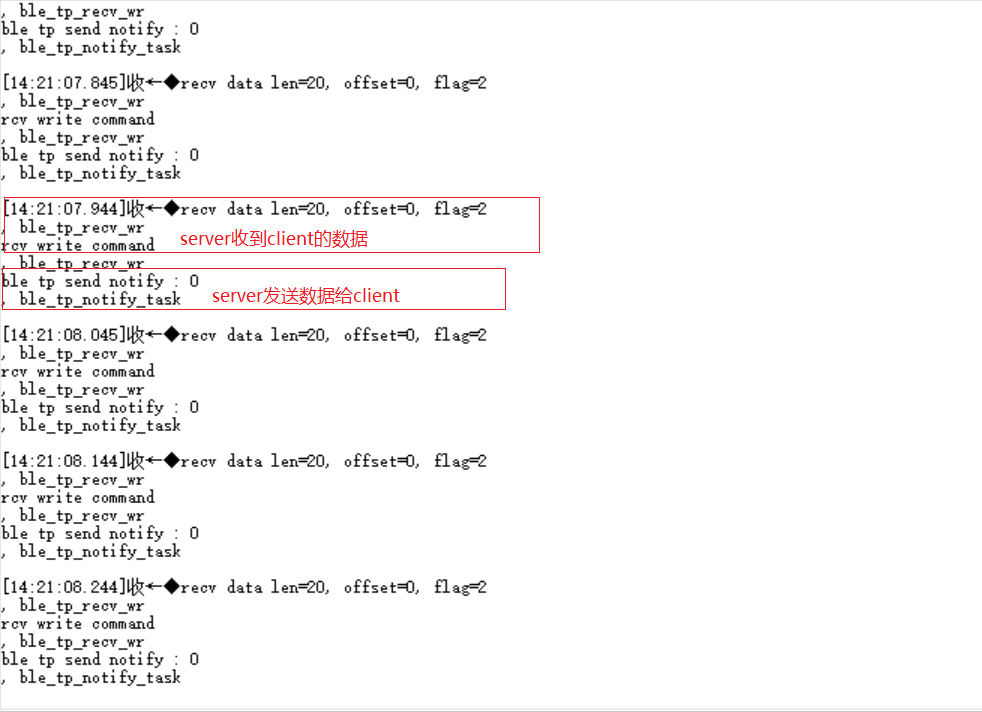 , ble_tp_recv_wr
ble tp send notify : 0
, ble_tp_notify_task
[14:21:07.845]收←◆recv data len=20, offset=0, flag=2
, ble_tp_recv_wr
rcv write command
, ble_tp_recv_wr
ble tp send notify : 0
, ble_tp_notify_task
[14:21:07.944]收←◆recv data len=20, offset=0, flag=2
, ble_tp_recv_wr
server收到client的数据
rcv write command
, ble_tp_recv_wr
ble tp send notify : 0
server发送数据给client
, ble_tp_notify_task
[14:21:08.045]收←◆recv data len=20, offset=0, flag=2
, ble_tp_recv_wr
rcv write command
, ble_tp_recv_wr
ble tp send notify : 0
, ble_tp_notify_task
[14:21:08.144]收←◆recv data len=20, offset=0, flag=2
, ble_tp_recv_wr
rcv write command
, ble_tp_recv_wr
ble tp send notify : 0
, ble_tp_notify_task
[14:21:08.244]收←◆recv data len=20, offset=0, flag=2
, ble_tp_recv_wr
rcv write command
, ble_tp_recv_wr
ble tp send notify : 0
, ble_tp_notify_task